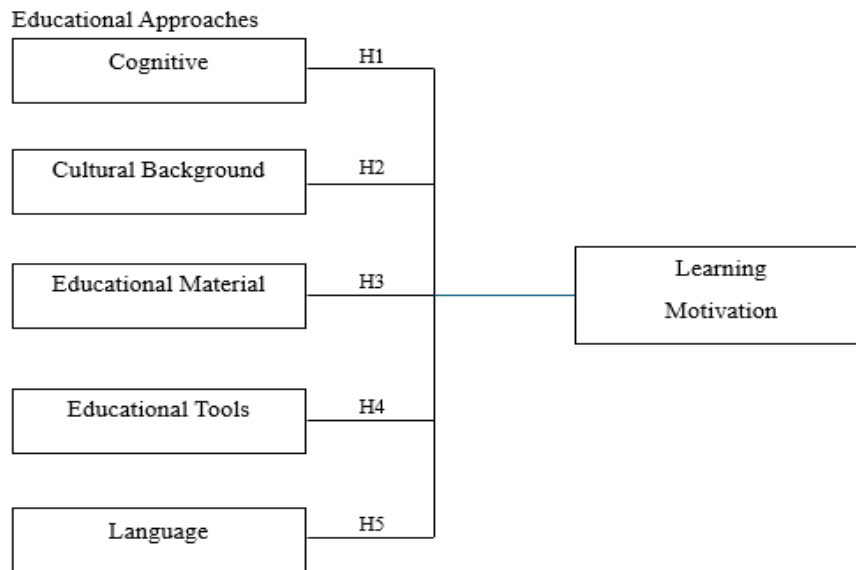 Educational Approaches
Cognitive
H1
Cultural Background
H2
Educational Material
H3
Learning
Motivation
Educational Tools
H4
Language
H5